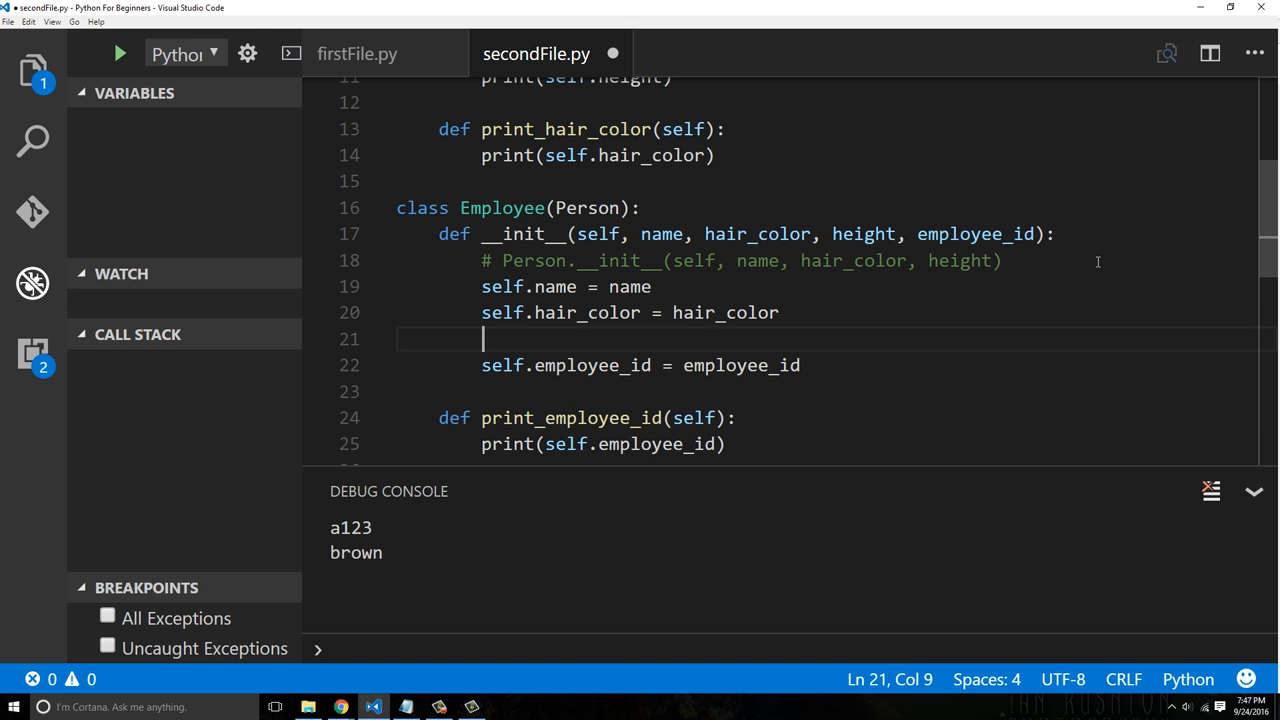 ● secondFile.py - Python For Beginners - Visual Studio Code
File Edit View Go Help
Pythor
firstFile.py
secondFile.py
1
2
VARIABLES
WATCH
CALL STACK
BREAKPOINTS
All Exceptions
Uncaught Exceptions
11 print(self.height)
12
13 def print_hair_color(self):
14 print(self.hair_color)
15
16 class Employee(Person):
17 def __init__(self, name, hair_color, height, employee_id):
18 # Person.__init__(self, name, hair_color, height)
19 self.name = name
20 self.hair_color = hair_color
21
22 self.employee_id = employee_id
23
24 def print_employee_id(self):
25 print(self.employee_id)
DEBUG CONSOLE
a123
brown
0 0
Ln 21, Col 9 Spaces: 4 UTF-8 CRLF Python
I'm Cortana. Ask me anything.
7:47 PM
9/24/2016